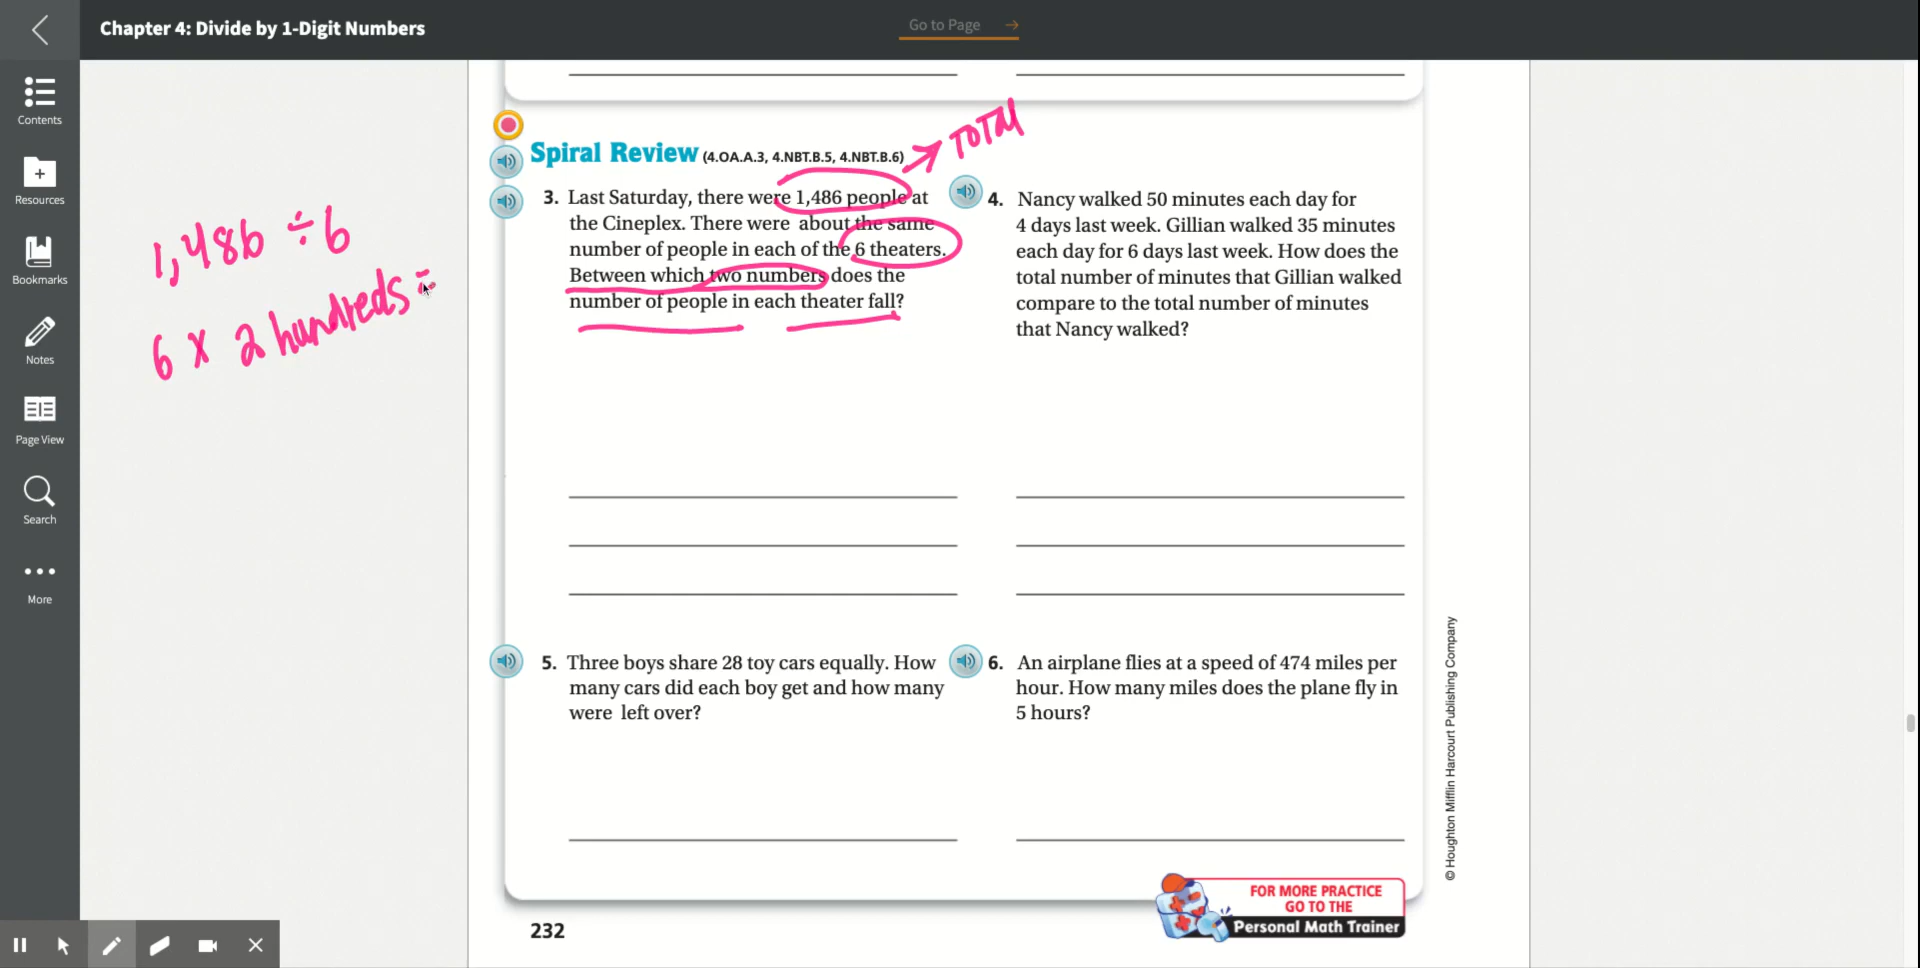 Chapter 4: Divide by 1-Digit Numbers
Go to Page →
Contents
Resources
Bookmarks
Notes
Page View
Search
More
1,486 ÷ 6
6 x 2 hundreds =
→ TOTAL
Spiral Review (4.OA.A.3, 4.NBT.B.5, 4.NBT.B.6)
3. Last Saturday, there were 1,486 people at
the Cineplex. There were about the same
number of people in each of the 6 theaters.
Between which two numbers does the
number of people in each theater fall?
4. Nancy walked 50 minutes each day for
4 days last week. Gillian walked 35 minutes
each day for 6 days last week. How does the
total number of minutes that Gillian walked
compare to the total number of minutes
that Nancy walked?
5. Three boys share 28 toy cars equally. How
many cars did each boy get and how many
were left over?
6. An airplane flies at a speed of 474 miles per
hour. How many miles does the plane fly in
5 hours?
© Houghton Mifflin Harcourt Publishing Company
FOR MORE PRACTICE
GO TO THE
Personal Math Trainer
232